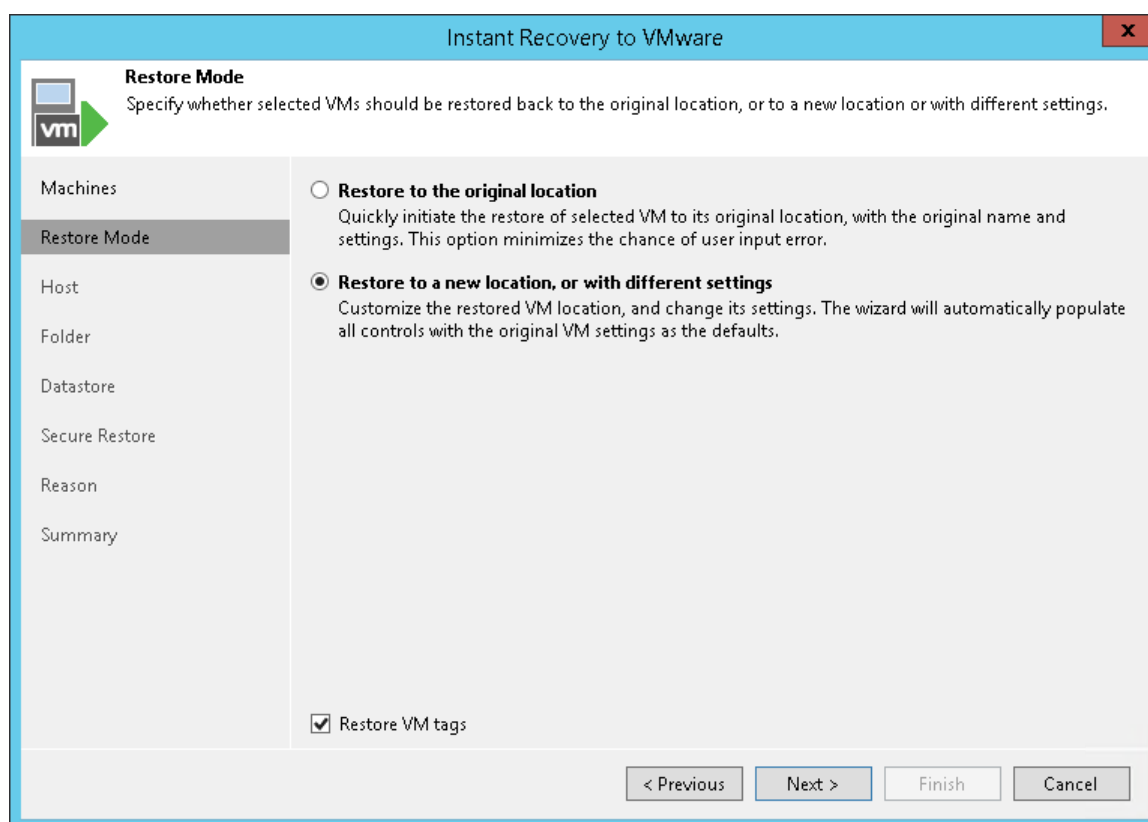 Instant Recovery to VMware
x
Restore Mode
Specify whether selected VMs should be restored back to the original location, or to a new location or with different settings.
vm
Machines
Restore Mode
Host
Folder
Datastore
Secure Restore
Reason
Summary
Restore to the original location
Quickly initiate the restore of selected VM to its original location, with the original name and
settings. This option minimizes the chance of user input error.
Restore to a new location, or with different settings
Customize the restored VM location, and change its settings. The wizard will automatically populate
all controls with the original VM settings as the defaults.
Restore VM tags
< Previous
Next >
Finish
Cancel